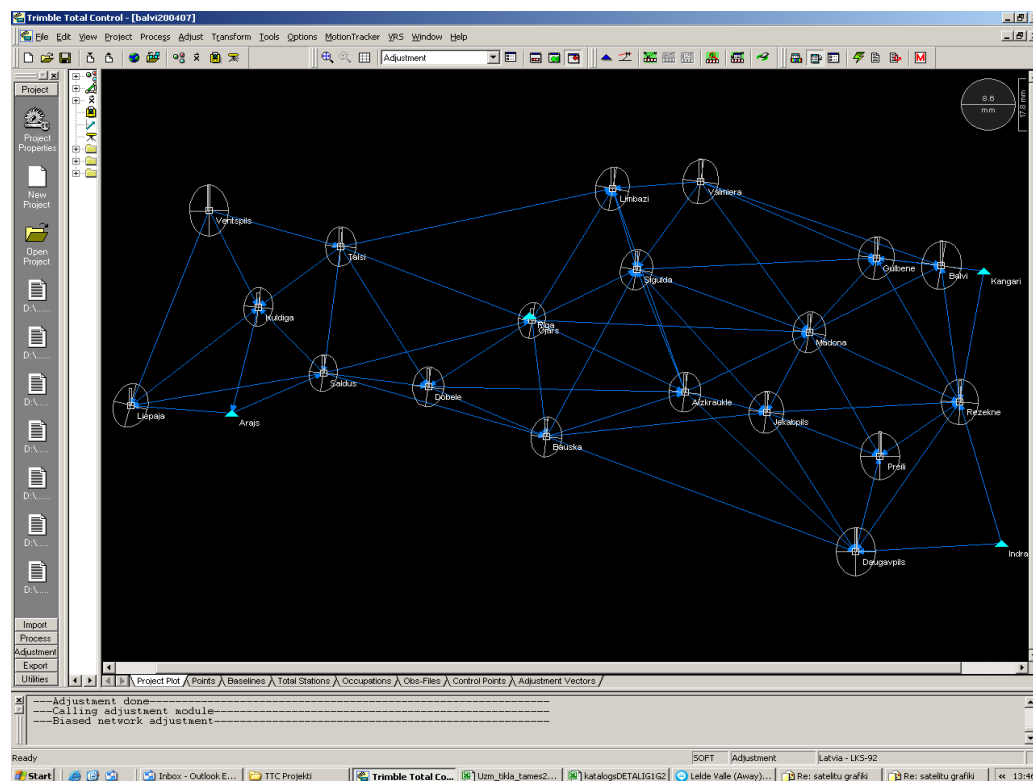 Trimble Total Control - [balvi200407]
File Edit View Project Process Adjust Transform Tools Options MotionTracker VRS Window Help
Adjustment
M
Project
Project Properties
New Project
Open Project
D:\......
D:\......
D:\......
D:\......
D:\......
D:\......
Import
Process
Adjustment
Export
Utilities
8.6
mm
17.8 mm
Ventspils
Talsi
Limbazi
Valmiera
Sigulda
Gulbene
Balvi
Kangari
Kuldiga
Riga
Ojars
Madona
Saldus
Dobele
Liepaja
Arajs
Aizkraukle
Jekabpils
Rezekne
Bauska
Preili
Daugavpils
Indra
Project Plot Points Baselines Total Stations Occupations Obs-Files Control Points Adjustment Vectors
---Adjustment done---
---Calling adjustment module---
---Biased network adjustment---
Ready SOFT Adjustment Latvia - LKS-92
Start Inbox - Outlook E... TTC Projekti Trimble Total Co... Uzm_tikla_tames2... katalogsDETALIG1G2 Lelde Valle (Away)... Re: satelitu grafiki Re: satelitu grafiki